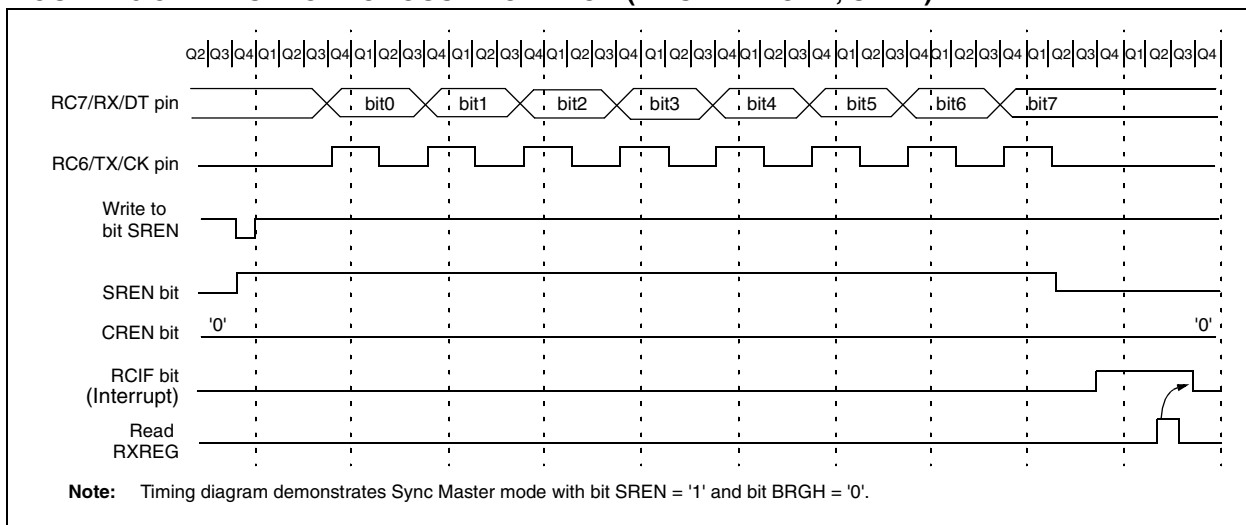 Q2 Q3 Q4 Q1 Q2 Q3 Q4 Q1 Q2 Q3 Q4 Q1 Q2 Q3 Q4 Q1 Q2 Q3 Q4 Q1 Q2 Q3 Q4 Q1 Q2 Q3 Q4 Q1 Q2 Q3 Q4 Q1 Q2 Q3 Q4 Q1 Q2 Q3 Q4 Q1 Q2 Q3 Q4
RC7/RX/DT pin bit0 bit1 bit2 bit3 bit4 bit5 bit6 bit7
RC6/TX/CK pin
Write to
bit SREN
SREN bit
CREN bit '0' '0'
RCIF bit
(Interrupt)
Read
RXREG
Note: Timing diagram demonstrates Sync Master mode with bit SREN = '1' and bit BRGH = '0'.